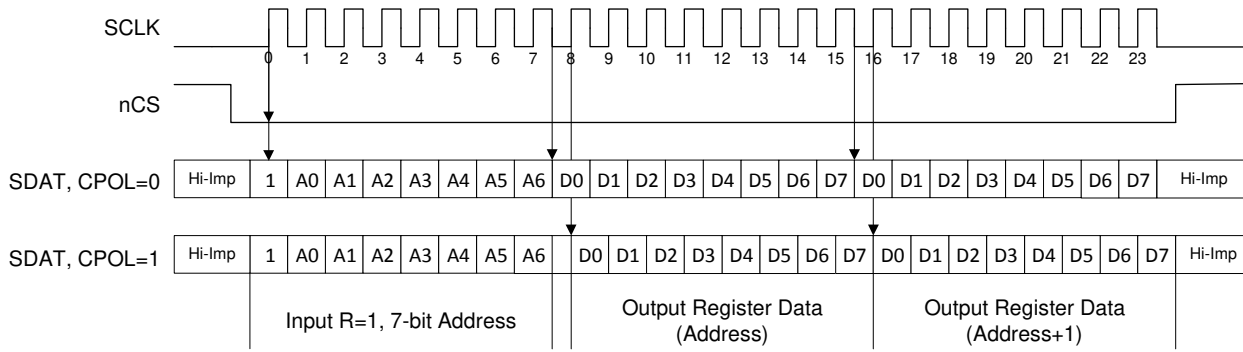 SCLK
0 1 2 3 4 5 6 7 8 9 10 11 12 13 14 15 16 17 18 19 20 21 22 23
nCS
SDAT, CPOL=0 Hi-Imp 1 A0 A1 A2 A3 A4 A5 A6 D0 D1 D2 D3 D4 D5 D6 D7 D0 D1 D2 D3 D4 D5 D6 D7 Hi-Imp
SDAT, CPOL=1 Hi-Imp 1 A0 A1 A2 A3 A4 A5 A6 D0 D1 D2 D3 D4 D5 D6 D7 D0 D1 D2 D3 D4 D5 D6 D7 Hi-Imp
Input R=1, 7-bit Address
Output Register Data
(Address)
Output Register Data
(Address+1)